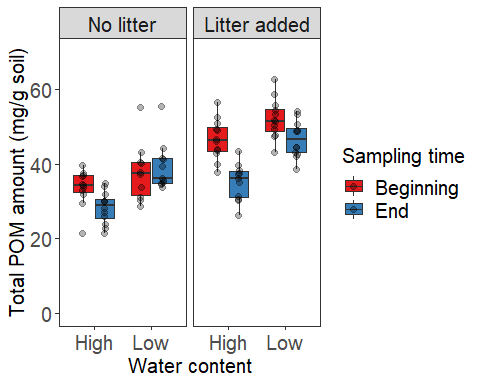 No litter
Litter added
Total POM amount (mg/g soil)
60
40
20
0
High
Low
High
Low
Water content
Sampling time
Beginning
End